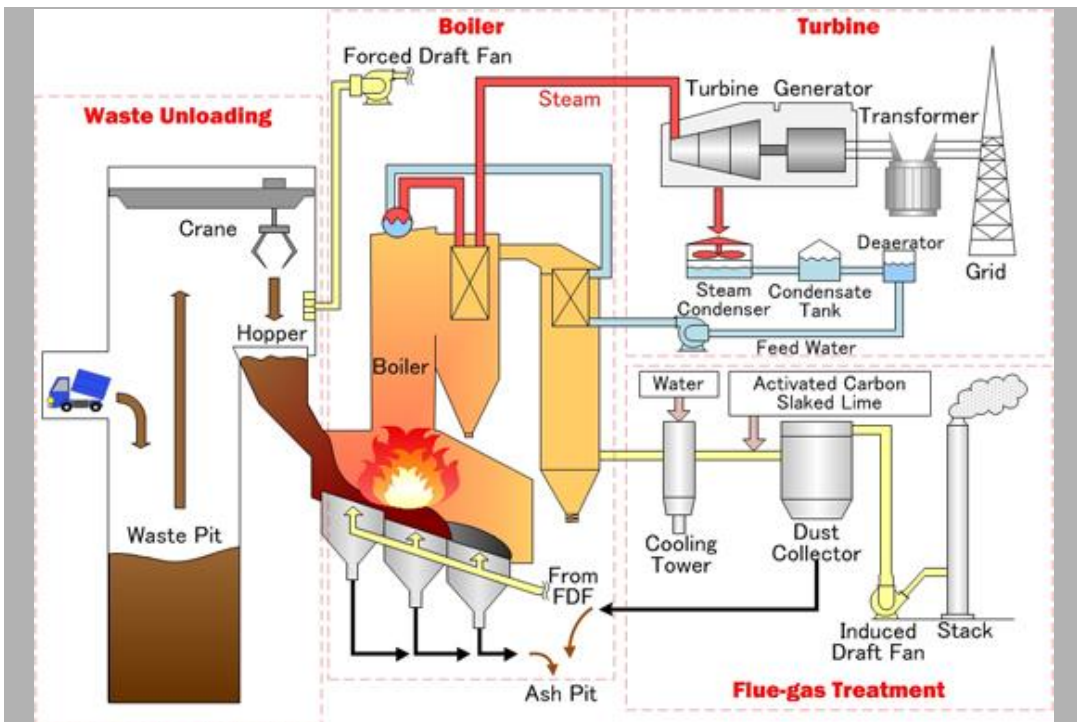 Waste Unloading
Crane
Hopper
Waste Pit
Boiler
Forced Draft Fan
Steam
Boiler
From
FDF
Ash Pit
Turbine
Turbine Generator
Transformer
Grid
Steam
Condenser
Condensate
Tank
Deaerator
Feed Water
Water
Activated Carbon
Slaked Lime
Cooling
Tower
Dust
Collector
Induced
Draft Fan
Stack
Flue-gas Treatment